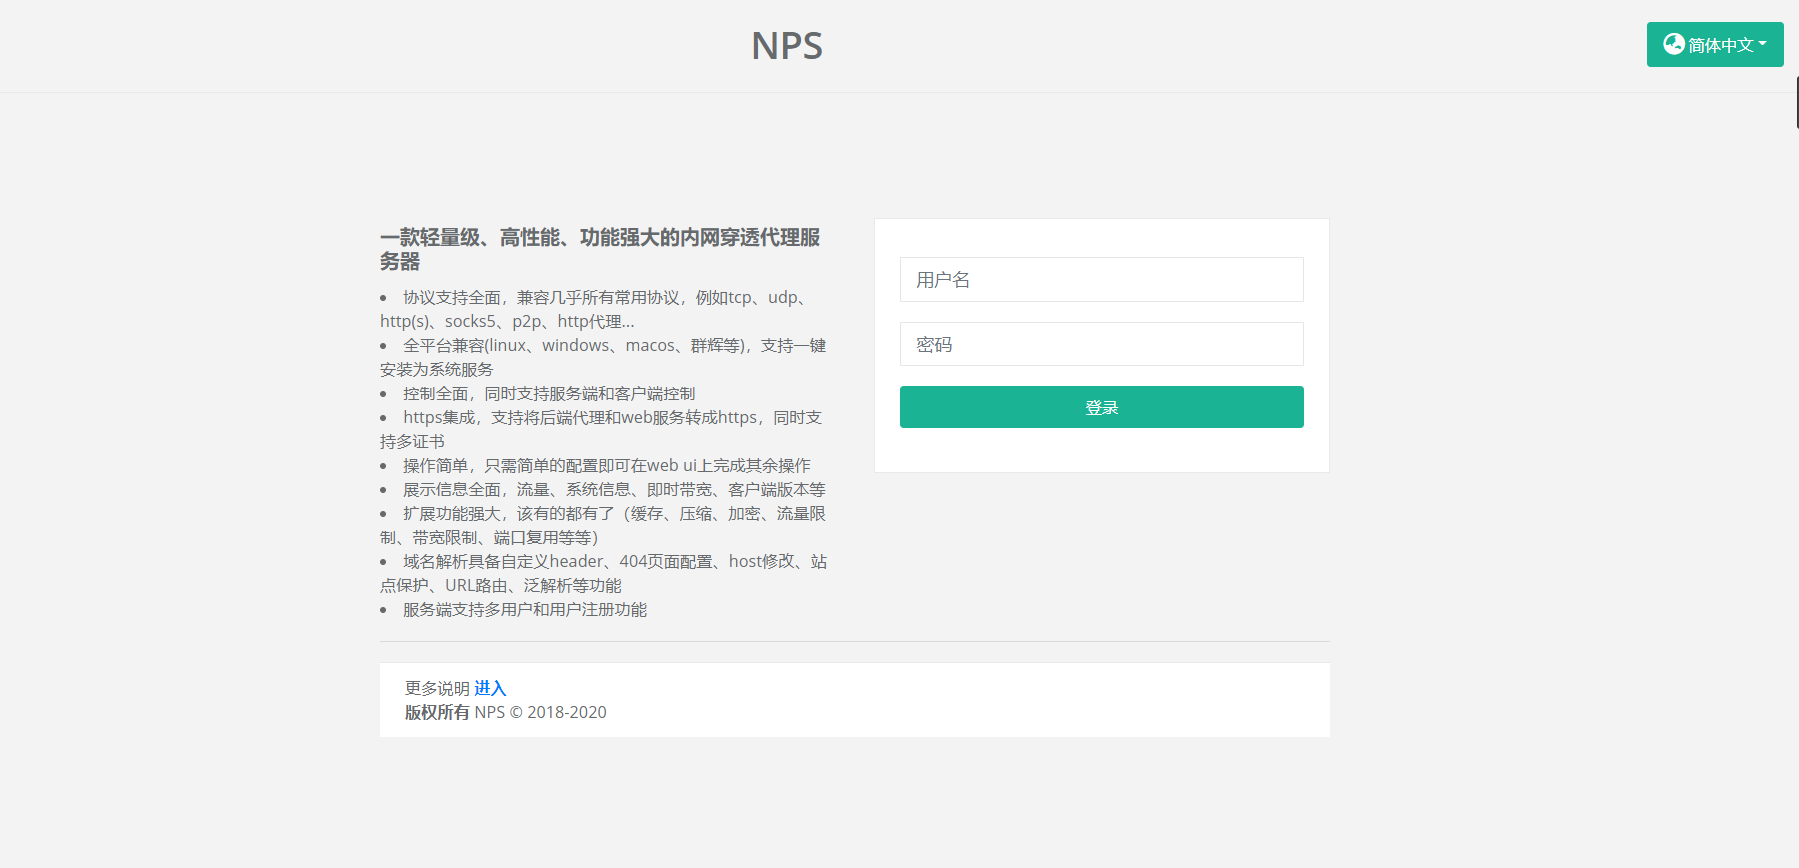 NPS
简体中文
一款轻量级、高性能、功能强大的内网穿透代理服
务器
• 协议支持全面，兼容几乎所有常用协议，例如tcp、udp、
http(s)、socks5、p2p、http代理...
• 全平台兼容(linux、windows、macos、群辉等)，支持一键
安装为系统服务
• 控制全面，同时支持服务端和客户端控制
• https集成，支持将后端代理和web服务转成https，同时支
持多证书
• 操作简单，只需简单的配置即可在web ui上完成其余操作
• 展示信息全面，流量、系统信息、即时带宽、客户端版本等
• 扩展功能强大，该有的都有了（缓存、压缩、加密、流量限
制、带宽限制、端口复用等等）
• 域名解析具备自定义header、404页面配置、host修改、站
点保护、URL路由、泛解析等功能
• 服务端支持多用户和用户注册功能
用户名
密码
登录
更多说明 进入
版权所有 NPS © 2018-2020